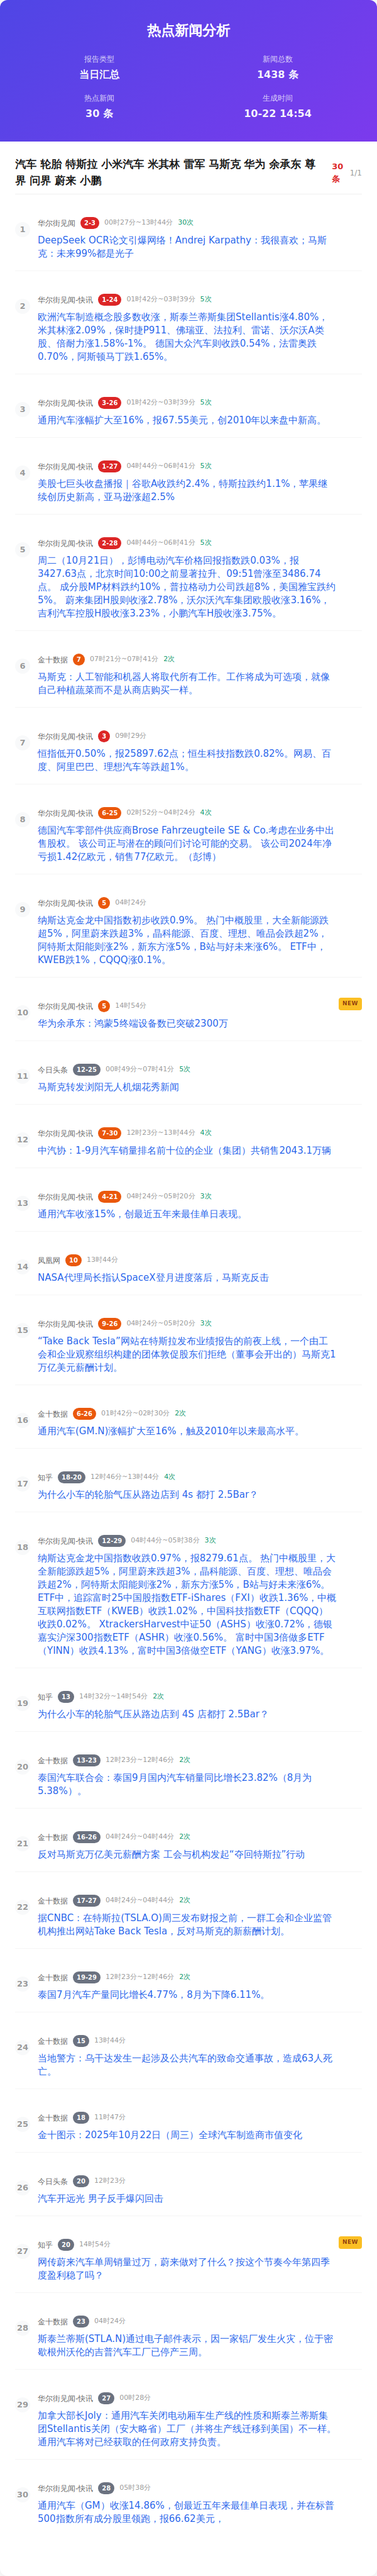 热点新闻分析
报告类型
当日汇总
新闻总数
1438 条
热点新闻
30 条
生成时间
10-22 14:54
汽车 轮胎 特斯拉 小米汽车 米其林 雷军 马斯克 华为 余承东 尊
界 问界 蔚来 小鹏
30
条
1/1
1
华尔街见闻 2-3 00时27分~13时44分 30次
DeepSeek OCR论文引爆网络！Andrej Karpathy：我很喜欢；马斯
克：未来99%都是光子
2
华尔街见闻-快讯 1-24 01时42分~03时39分 5次
欧洲汽车制造概念股多数收涨，斯泰兰蒂斯集团Stellantis涨4.80%，
米其林涨2.09%，保时捷P911、佛瑞亚、法拉利、雷诺、沃尔沃A类
股、倍耐力涨1.58%-1%。 德国大众汽车则收跌0.54%，法雷奥跌
0.70%，阿斯顿马丁跌1.65%。
3
华尔街见闻-快讯 3-26 01时42分~03时39分 5次
通用汽车涨幅扩大至16%，报67.55美元，创2010年以来盘中新高。
4
华尔街见闻-快讯 1-27 04时44分~06时41分 5次
美股七巨头收盘播报｜谷歌A收跌约2.4%，特斯拉跌约1.1%，苹果继
续创历史新高，亚马逊涨超2.5%
5
华尔街见闻-快讯 2-28 04时44分~06时41分 5次
周二（10月21日），彭博电动汽车价格回报指数跌0.03%，报
3427.63点，北京时间10:00之前显著拉升、09:51曾涨至3486.74
点。 成分股MP材料跌约10%，普拉格动力公司跌超8%，美国雅宝跌约
5%。 蔚来集团H股则收涨2.78%，沃尔沃汽车集团欧股收涨3.16%，
吉利汽车控股H股收涨3.23%，小鹏汽车H股收涨3.75%。
6
金十数据 7 07时21分~07时41分 2次
马斯克：人工智能和机器人将取代所有工作。工作将成为可选项，就像
自己种植蔬菜而不是从商店购买一样。
7
华尔街见闻-快讯 3 09时29分
恒指低开0.50%，报25897.62点；恒生科技指数跌0.82%。网易、百
度、阿里巴巴、理想汽车等跌超1%。
8
华尔街见闻-快讯 6-25 02时52分~04时24分 4次
德国汽车零部件供应商Brose Fahrzeugteile SE & Co.考虑在业务中出
售股权。 该公司正与潜在的顾问们讨论可能的交易。 该公司2024年净
亏损1.42亿欧元，销售77亿欧元。（彭博）
9
华尔街见闻-快讯 5 04时24分
纳斯达克金龙中国指数初步收跌0.9%。 热门中概股里，大全新能源跌
超5%，阿里蔚来跌超3%，晶科能源、百度、理想、唯品会跌超2%，
阿特斯太阳能则涨2%，新东方涨5%，B站与好未来涨6%。 ETF中，
KWEB跌1%，CQQQ涨0.1%。
10
华尔街见闻-快讯 5 14时54分
NEW
华为余承东：鸿蒙5终端设备数已突破2300万
11
今日头条 12-25 00时49分~07时41分 5次
马斯克转发浏阳无人机烟花秀新闻
12
华尔街见闻-快讯 7-30 12时23分~13时44分 4次
中汽协：1-9月汽车销量排名前十位的企业（集团）共销售2043.1万辆
13
华尔街见闻-快讯 4-21 04时24分~05时20分 3次
通用汽车收涨15%，创最近五年来最佳单日表现。
14
凤凰网 10 13时44分
NASA代理局长指认SpaceX登月进度落后，马斯克反击
15
华尔街见闻-快讯 9-26 04时24分~05时20分 3次
“Take Back Tesla”网站在特斯拉发布业绩报告的前夜上线，一个由工
会和企业观察组织构建的团体敦促股东们拒绝（董事会开出的）马斯克1
万亿美元薪酬计划。
16
金十数据 6-26 01时42分~02时30分 2次
通用汽车(GM.N)涨幅扩大至16%，触及2010年以来最高水平。
17
知乎 18-20 12时46分~13时44分 4次
为什么小车的轮胎气压从路边店到 4s 都打 2.5Bar？
18
华尔街见闻-快讯 12-29 04时44分~05时38分 3次
纳斯达克金龙中国指数收跌0.97%，报8279.61点。 热门中概股里，大
全新能源跌超5%，阿里蔚来跌超3%，晶科能源、百度、理想、唯品会
跌超2%，阿特斯太阳能则涨2%，新东方涨5%，B站与好未来涨6%。
ETF中，追踪富时25中国股指数ETF-iShares（FXI）收跌1.36%，中概
互联网指数ETF（KWEB）收跌1.02%，中国科技指数ETF（CQQQ）
收跌0.02%。 XtrackersHarvest中证50（ASHS）收涨0.72%，德银
嘉实沪深300指数ETF（ASHR）收涨0.56%。 富时中国3倍做多ETF
（YINN）收跌4.13%，富时中国3倍做空ETF（YANG）收涨3.97%。
19
知乎 13 14时32分~14时54分 2次
为什么小车的轮胎气压从路边店到 4S 店都打 2.5Bar？
20
金十数据 13-23 12时23分~12时46分 2次
泰国汽车联合会：泰国9月国内汽车销量同比增长23.82%（8月为
5.38%）。
21
金十数据 16-26 04时24分~04时44分 2次
反对马斯克万亿美元薪酬方案 工会与机构发起“夺回特斯拉”行动
22
金十数据 17-27 04时24分~04时44分 2次
据CNBC：在特斯拉(TSLA.O)周三发布财报之前，一群工会和企业监管
机构推出网站Take Back Tesla，反对马斯克的新薪酬计划。
23
金十数据 19-29 12时23分~12时46分 2次
泰国7月汽车产量同比增长4.77%，8月为下降6.11%。
24
金十数据 15 13时44分
当地警方：乌干达发生一起涉及公共汽车的致命交通事故，造成63人死
亡。
25
金十数据 18 11时47分
金十图示：2025年10月22日（周三）全球汽车制造商市值变化
26
今日头条 20 12时23分
汽车开远光 男子反手爆闪回击
27
知乎 20 14时54分
NEW
网传蔚来汽车单周销量过万，蔚来做对了什么？按这个节奏今年第四季
度盈利稳了吗？
28
金十数据 23 04时24分
斯泰兰蒂斯(STLA.N)通过电子邮件表示，因一家铝厂发生火灾，位于密
歇根州沃伦的吉普汽车工厂已停产三周。
29
华尔街见闻-快讯 27 00时28分
加拿大部长Joly：通用汽车关闭电动厢车生产线的性质和斯泰兰蒂斯集
团Stellantis关闭（安大略省）工厂（并将生产线迁移到美国）不一样。
通用汽车将对已经获取的任何政府支持负责。
30
华尔街见闻-快讯 28 05时38分
通用汽车（GM）收涨14.86%，创最近五年来最佳单日表现，并在标普
500指数所有成分股里领跑，报66.62美元，